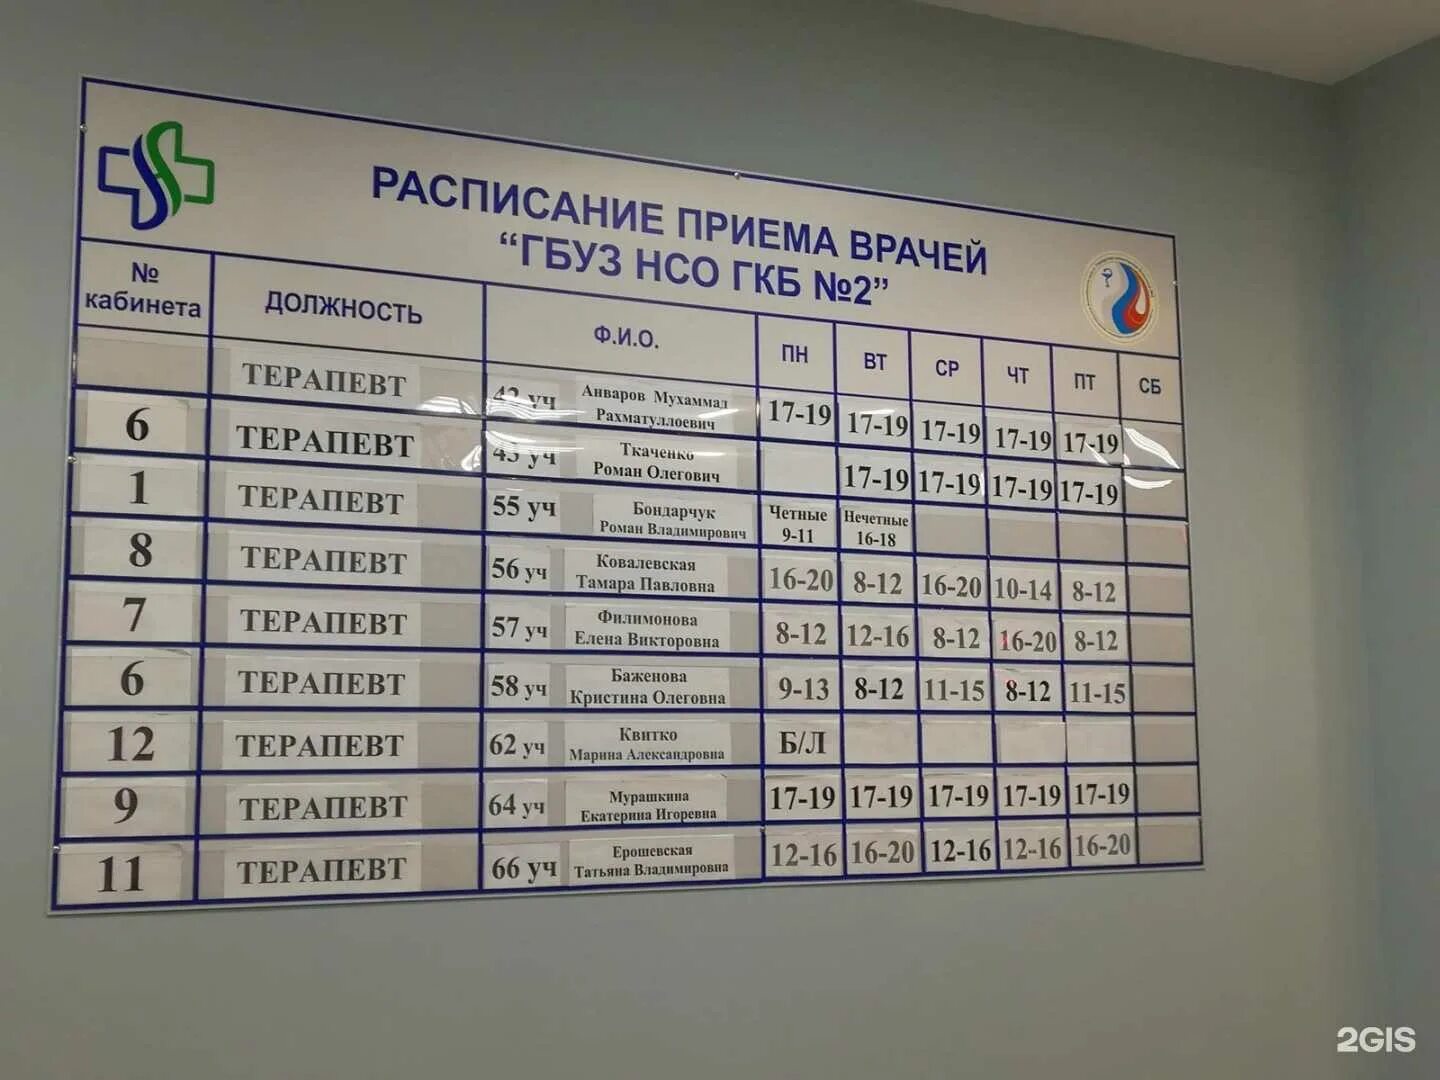 РАСПИСАНИЕ ПРИЕМА ВРАЧЕЙ
“ГБУЗ НСО ГКБ №2”
№ кабинета ДОЛЖНОСТЬ Ф.И.О. ПН ВТ СР ЧТ ПТ СБ
ТЕРАПЕВТ 42 уч Анваров Мухаммад Рахматуллоевич 17-19 17-19 17-19 17-19 17-19
6 ТЕРАПЕВТ 43 уч Ткаченко Роман Олегович 17-19 17-19 17-19 17-19
1 ТЕРАПЕВТ 55 уч Бондарчук Роман Владимирович Четные 9-11 Нечетные 16-18
8 ТЕРАПЕВТ 56 уч Ковалевская Тамара Павловна 16-20 8-12 16-20 10-14 8-12
7 ТЕРАПЕВТ 57 уч Филимонова Елена Викторовна 8-12 12-16 8-12 16-20 8-12
6 ТЕРАПЕВТ 58 уч Баженова Кристина Олеговна 9-13 8-12 11-15 8-12 11-15
12 ТЕРАПЕВТ 62 уч Квитко Марина Александровна Б/Л
9 ТЕРАПЕВТ 64 уч Мурашкина Екатерина Игоревна 17-19 17-19 17-19 17-19 17-19
11 ТЕРАПЕВТ 66 уч Ерошевская Татьяна Владимировна 12-16 16-20 12-16 12-16 16-20
2GIS